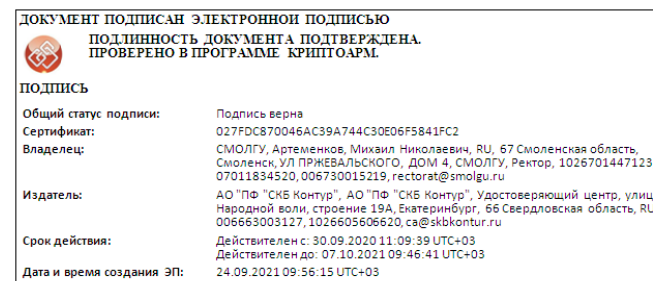 ДОКУМЕНТ ПОДПИСАН ЭЛЕКТРОННОЙ ПОДПИСЬЮ
ПОДЛИННОСТЬ ДОКУМЕНТА ПОДТВЕРЖДЕНА.
ПРОВЕРЕНО В ПРОГРАММЕ КРИПТОАРМ.
ПОДПИСЬ
Общий статус подписи: Подпись верна
Сертификат: 027FDC870046AC39A744C30E06F5841FC2
Владелец: СМОЛГУ, Артеменков, Михаил Николаевич, RU, 67 Смоленская область,
Смоленск, УЛ ПРЖЕВАЛЬСКОГО, ДОМ 4, СМОЛГУ, Ректор, 1026701447123
07011834520, 006730015219, rectorat@smolgu.ru
Издатель: АО "ПФ "СКБ Контур", АО "ПФ "СКБ Контур", Удостоверяющий центр, улиц
Народной воли, строение 19А, Екатеринбург, 66 Свердловская область, RU
006663003127, 1026605606620, ca@skbkontur.ru
Срок действия: Действителен с: 30.09.2020 11:09:39 UTC+03
Действителен до: 07.10.2021 09:46:41 UTC+03
Дата и время создания ЭП: 24.09.2021 09:56:15 UTC+03